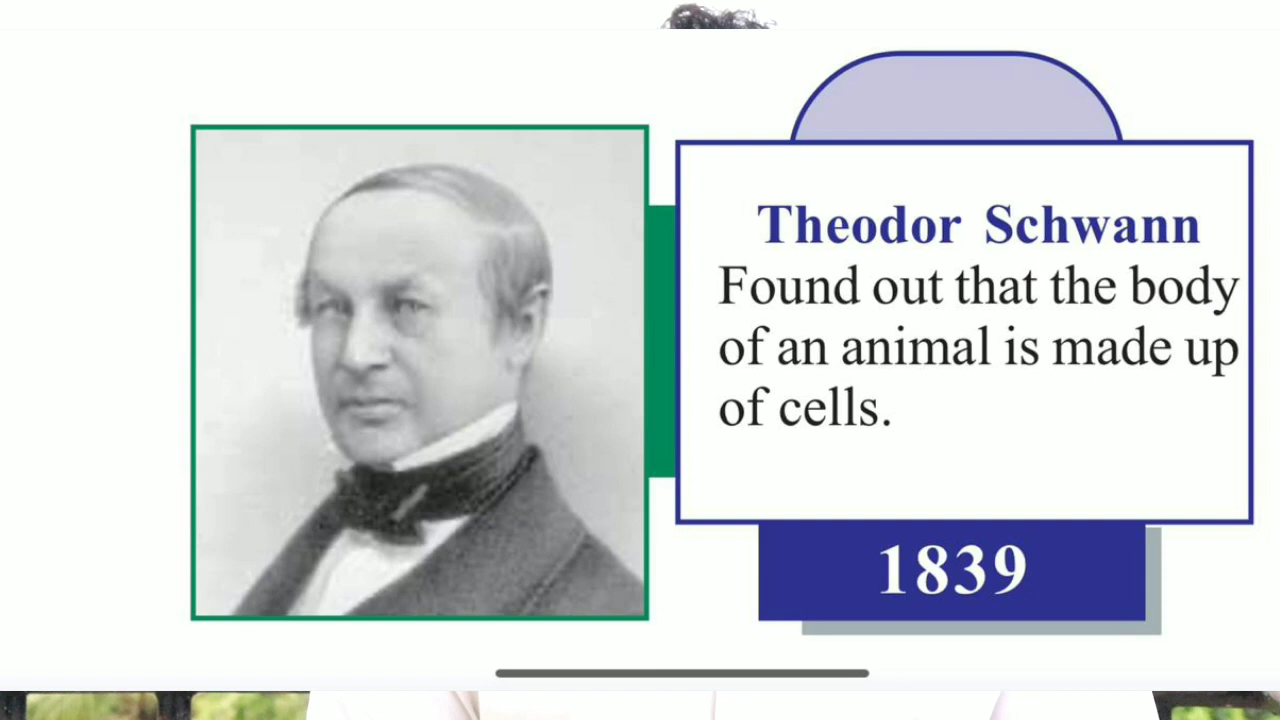 Theodor Schwann
Found out that the body
of an animal is made up
of cells.
1839